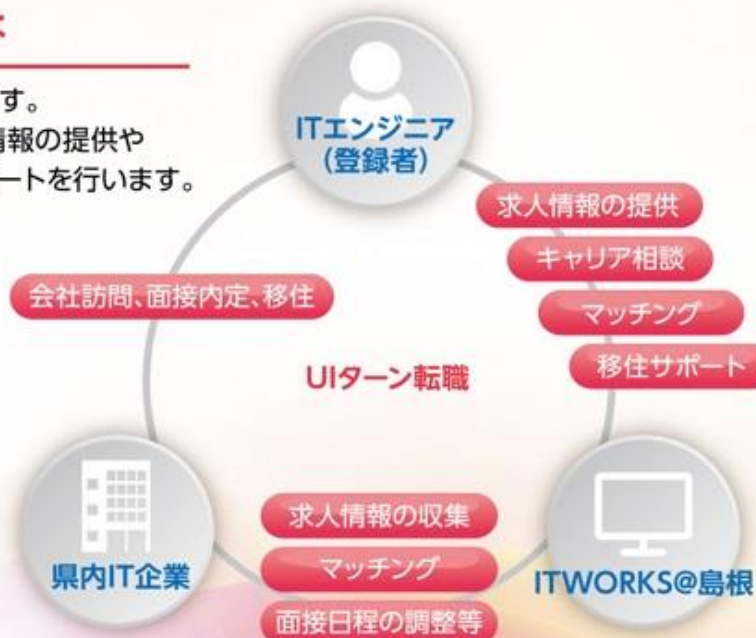 す。
情報の提供や
ートを行います。
ITエンジニア
(登録者)
求人情報の提供
キャリア相談
マッチング
移住サポート
会社訪問、面接内定、移住
UIターン転職
県内IT企業
求人情報の収集
マッチング
面接日程の調整等
ITWORKS@島根